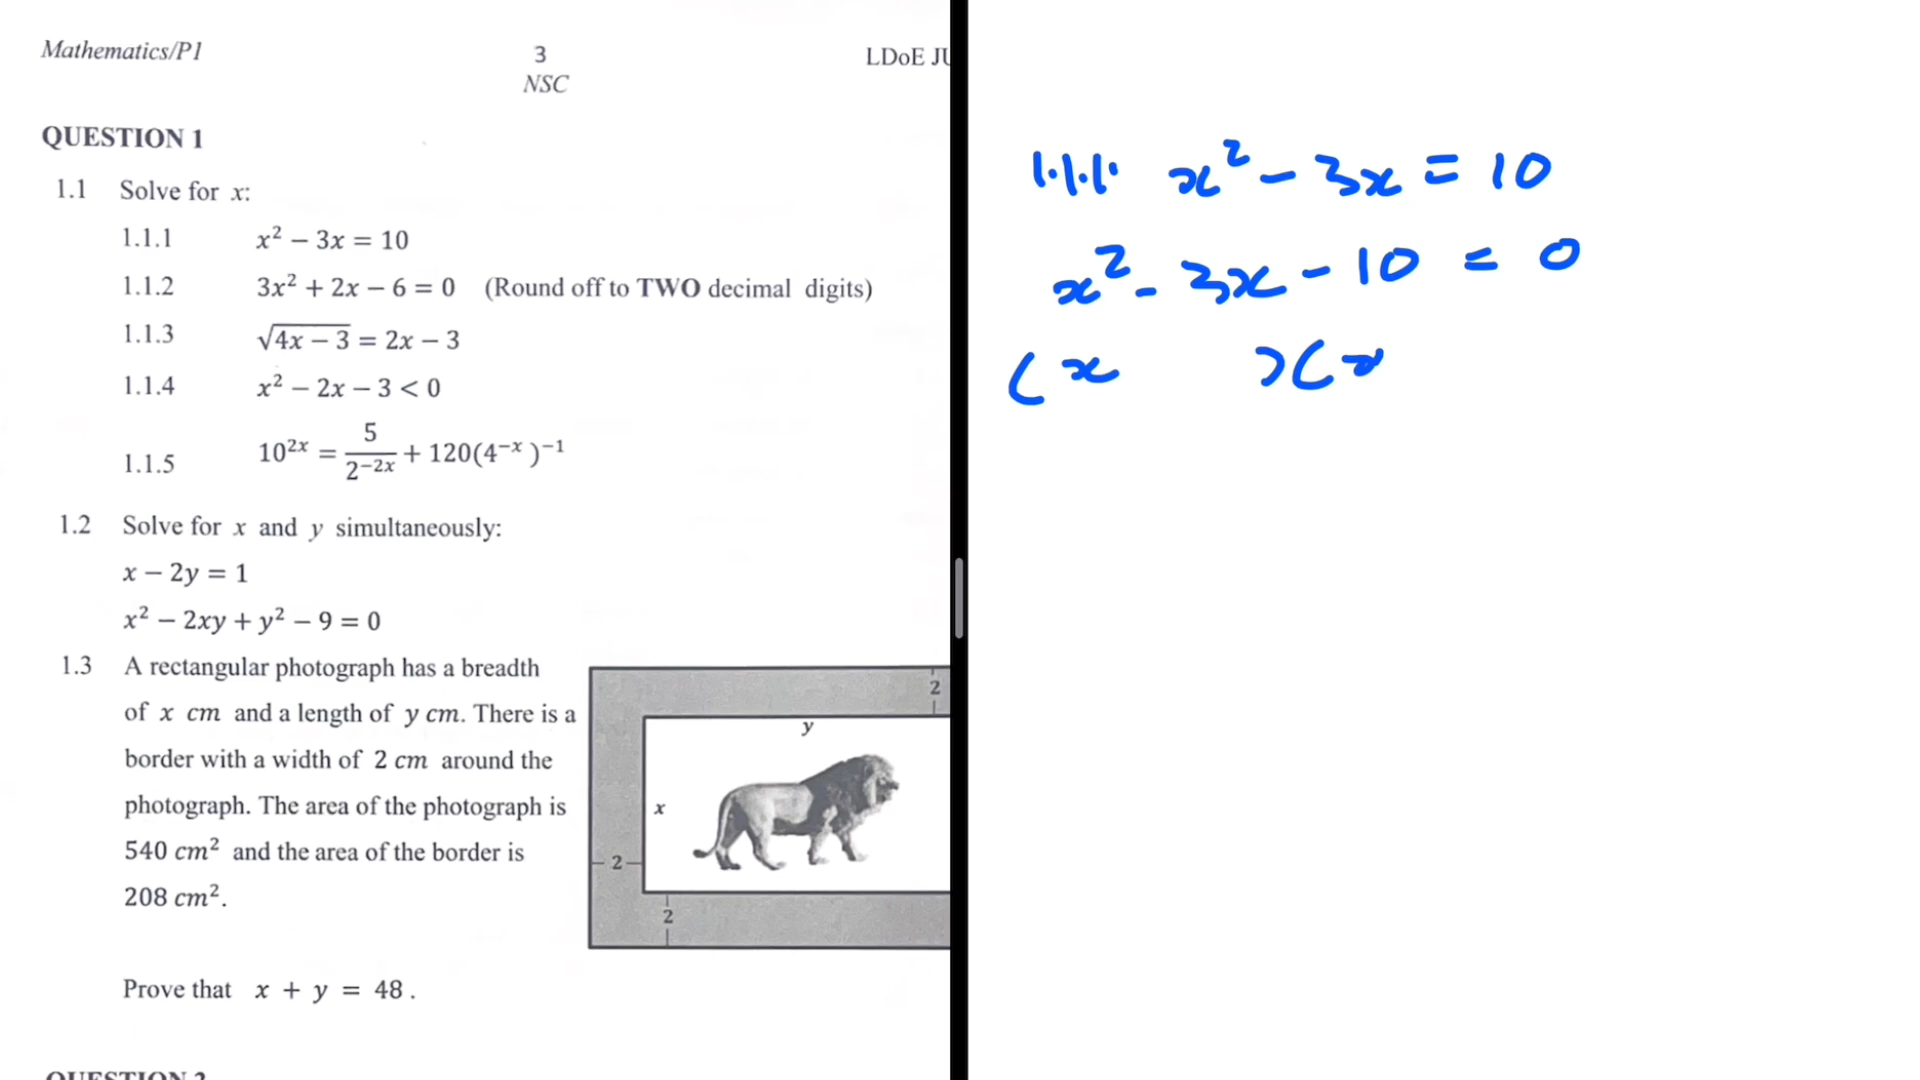 Mathematics/P1
3
NSC
LDoE JU
QUESTION 1
1.1 Solve for x:
1.1.1 x² − 3x = 10
1.1.2 3x² + 2x − 6 = 0 (Round off to TWO decimal digits)
1.1.3 √(4x − 3) = 2x − 3
1.1.4 x² − 2x − 3 < 0
1.1.5 10²ˣ = 5/2⁻²ˣ + 120(4⁻ˣ)⁻¹
1.2 Solve for x and y simultaneously:
x − 2y = 1
x² − 2xy + y² − 9 = 0
1.3 A rectangular photograph has a breadth
of x cm and a length of y cm. There is a
border with a width of 2 cm around the
photograph. The area of the photograph is
540 cm² and the area of the border is
208 cm².
2
y
x
2
2
Prove that x + y = 48.
QUESTION 2
1.1.1 x² − 3x = 10
x² - 3x - 10 = 0
(x )(x